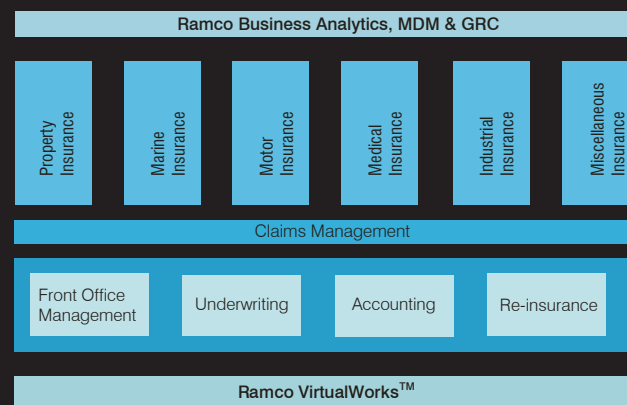 Ramco Business Analytics, MDM & GRC
Property
Insurance
Marine
Insurance
Motor
Insurance
Medical
Insurance
Industrial
Insurance
Miscellaneous
Insurance
Claims Management
Front Office
Management
Underwriting
Accounting
Re-insurance
Ramco VirtualWorks™